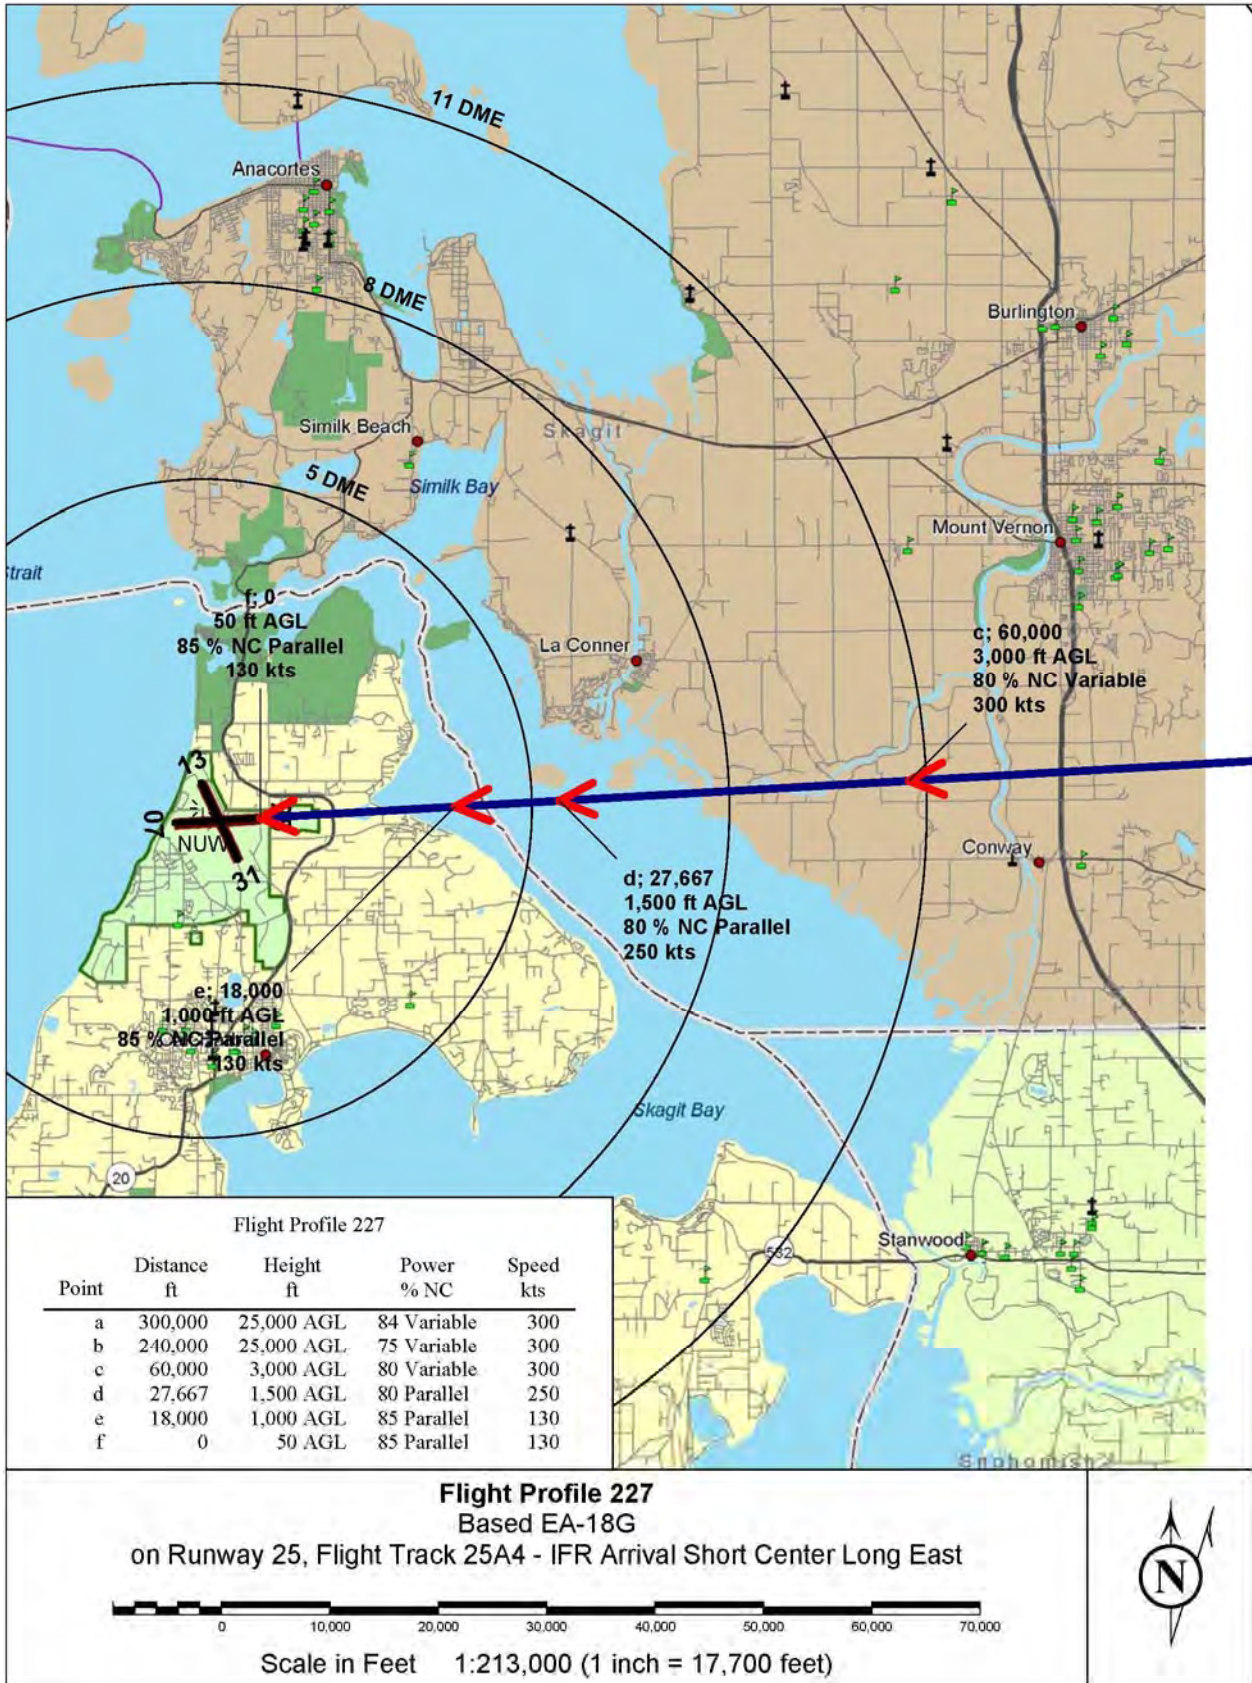 11 DME
Anacortes
8 DME
Burlington
Similk Beach
Skagit
5 DME
Similk Bay
Mount Vernon
Strait
f; 0
50 ft AGL
85 % NC Parallel
130 kts
La Conner
c; 60,000
3,000 ft AGL
80 % NC Variable
300 kts
13
07
NUW
31
Conway
d; 27,667
1,500 ft AGL
80 % NC Parallel
250 kts
e; 18,000
1,000 ft AGL
85 % NC Parallel
130 kts
Skagit Bay
20
Stanwood
532
Flight Profile 227
Distance Height Power Speed
Point ft ft % NC kts
a 300,000 25,000 AGL 84 Variable 300
b 240,000 25,000 AGL 75 Variable 300
c 60,000 3,000 AGL 80 Variable 300
d 27,667 1,500 AGL 80 Parallel 250
e 18,000 1,000 AGL 85 Parallel 130
f 0 50 AGL 85 Parallel 130
Flight Profile 227
Based EA-18G
on Runway 25, Flight Track 25A4 - IFR Arrival Short Center Long East
0 10,000 20,000 30,000 40,000 50,000 60,000 70,000
Scale in Feet 1:213,000 (1 inch = 17,700 feet)
N